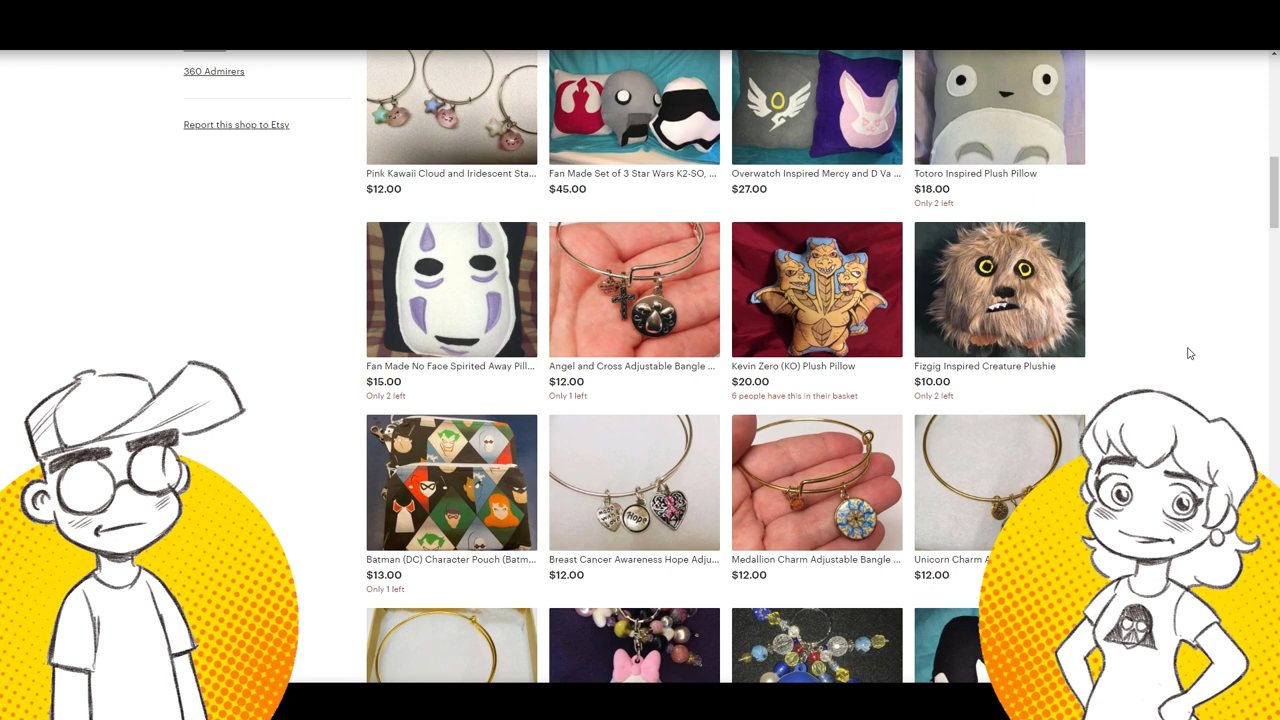 360 Admirers
Report this shop to Etsy
Pink Kawaii Cloud and Iridescent Sta...
$12.00
Fan Made Set of 3 Star Wars K2-SO, ...
$45.00
Overwatch Inspired Mercy and D Va ...
$27.00
Totoro Inspired Plush Pillow
$18.00
Only 2 left
Fan Made No Face Spirited Away Pill...
$15.00
Only 2 left
Angel and Cross Adjustable Bangle ...
$12.00
Only 1 left
Kevin Zero (KO) Plush Pillow
$20.00
6 people have this in their basket
Fizgig Inspired Creature Plushie
$10.00
Only 2 left
Hope
Batman (DC) Character Pouch (Batm...
$13.00
Only 1 left
Breast Cancer Awareness Hope Adju...
$12.00
Medallion Charm Adjustable Bangle ...
$12.00
Unicorn Charm A
$12.00